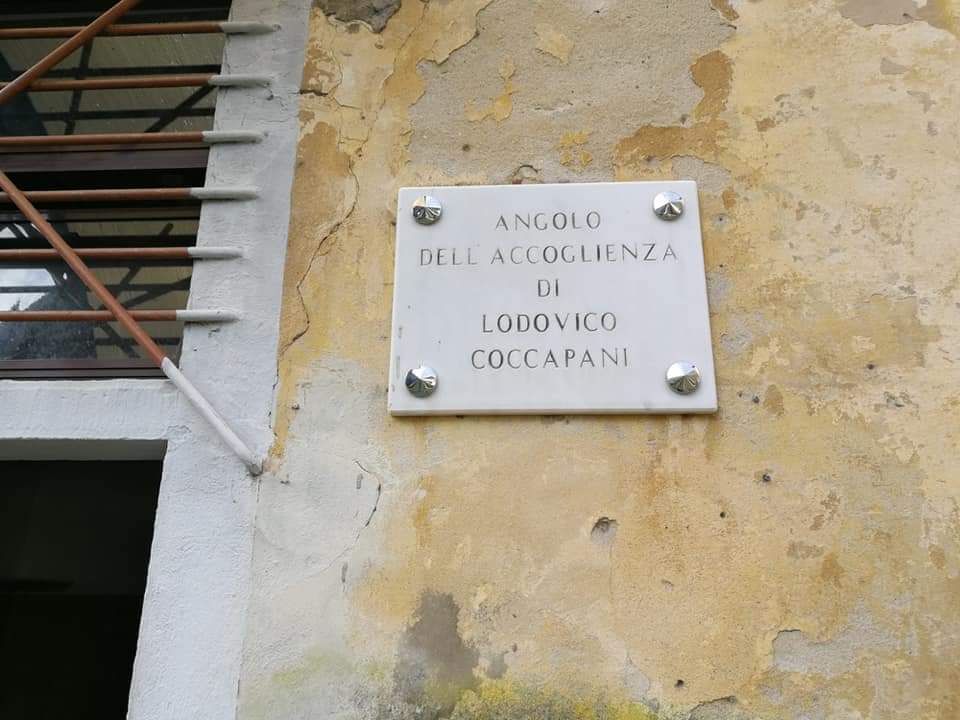 ANGOLO
DELL'ACCOGLIENZA
DI
LODOVICO
COCCAPANI